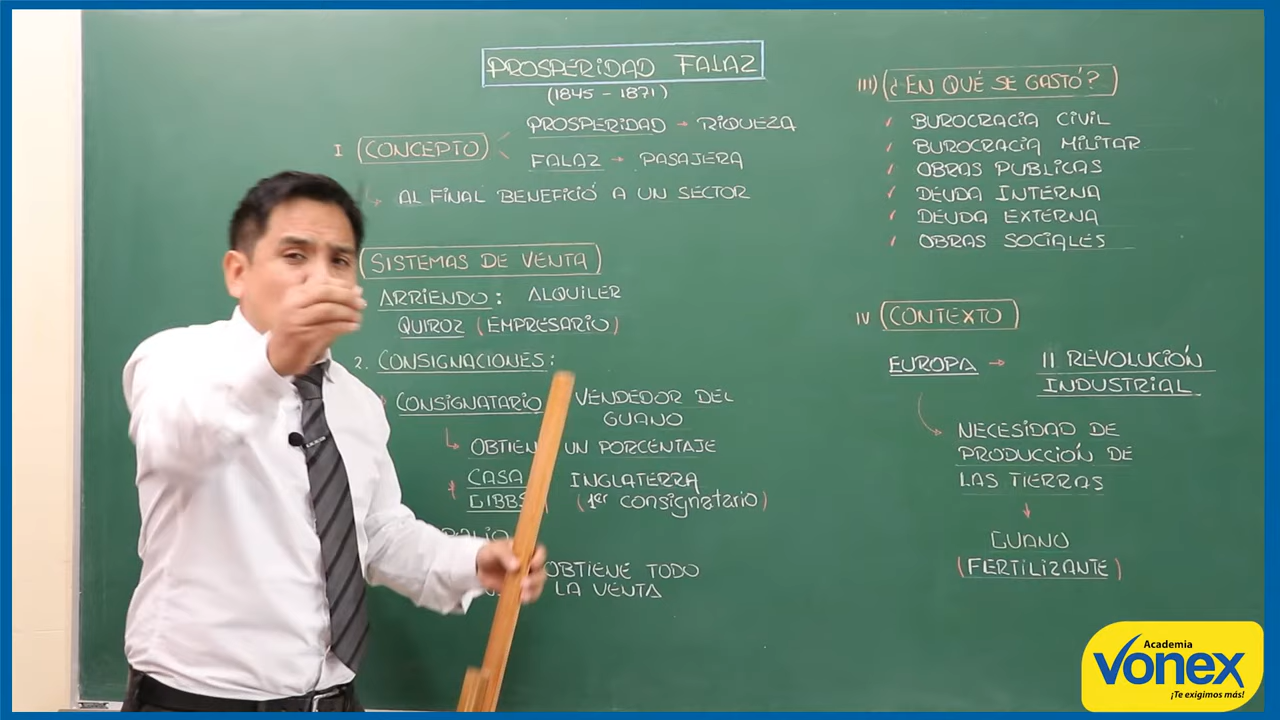 PROSPERIDAD FALAZ
(1845 - 1871)
I (CONCEPTO)
PROSPERIDAD → RIQUEZA
FALAZ → PASAJERA
AL FINAL BENEFICIÓ A UN SECTOR
(SISTEMAS DE VENTA)
ARRIENDO: ALQUILER
QUIROZ (EMPRESARIO)
2. CONSIGNACIONES:
CONSIGNATARIO VENDEDOR DEL
GUANO
OBTIEN UN PORCENTAJE
CASA INGLATERRA
GIBBS (1er consignatario)
OBTIENE TODO
LA VENTA
III) (¿EN QUÉ SE GASTÓ?)
BUROCRACIA CIVIL
BUROCRACIA MILITAR
OBRAS PUBLICAS
DEUDA INTERNA
DEUDA EXTERNA
OBRAS SOCIALES
IV (CONTEXTO)
EUROPA → II REVOLUCIÓN
INDUSTRIAL
NECESIDAD DE
PRODUCCIÓN DE
LAS TIERRAS
GUANO
(FERTILIZANTE)
Academia
Vonex
¡Te exigimos más!